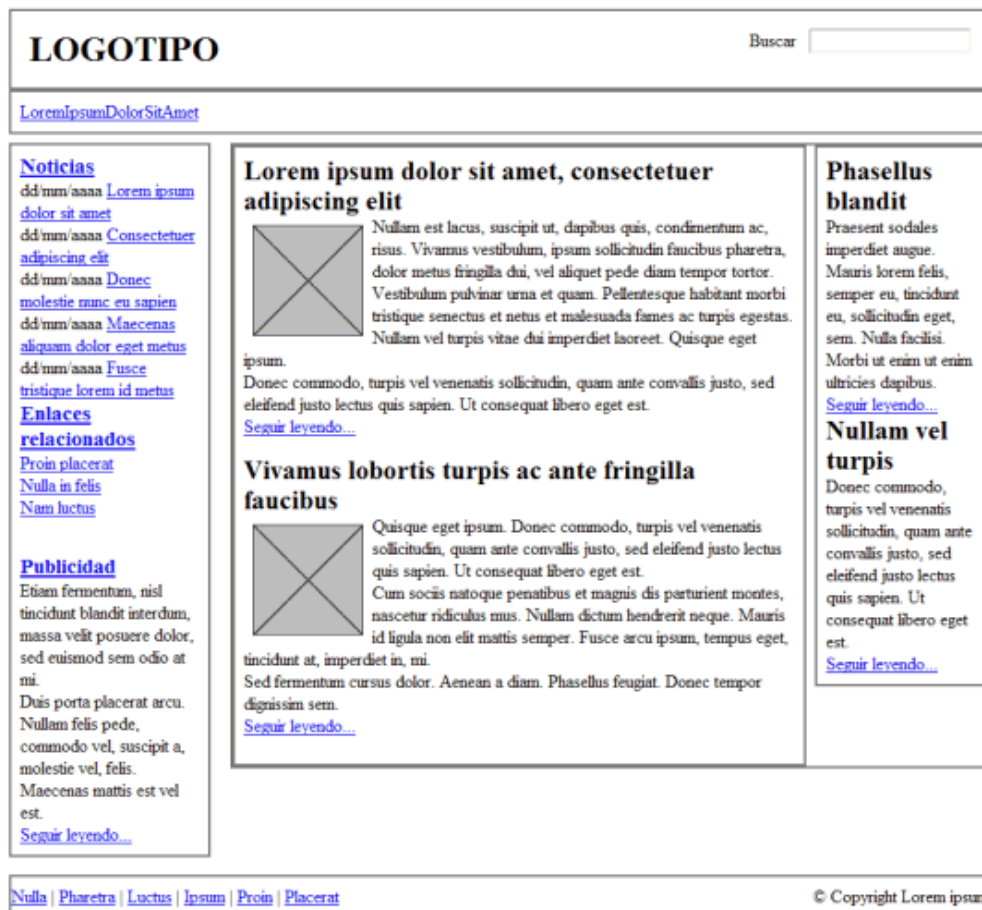 LOGOTIPO
Buscar
LoremIpsumDolorSitAmet
Noticias
dd/mm/aaaa Lorem ipsum
dolor sit amet
dd/mm/aaaa Consectetuer
adipiscing elit
dd/mm/aaaa Donec
molestie nunc eu sapien
dd/mm/aaaa Maecenas
aliquam dolor eget metus
dd/mm/aaaa Fusce
tristique lorem id metus
Enlaces
relacionados
Proin placerat
Nulla in felis
Nam luctus
Publicidad
Etiam fermentum, nisl
tincidunt blandit interdum,
massa velit posuere dolor,
sed euismod sem odio at
mi.
Duis porta placerat arcu.
Nullam felis pede,
commodo vel, suscipit a,
molestie vel, felis.
Maecenas mattis est vel
est.
Seguir leyendo...
Lorem ipsum dolor sit amet, consectetuer
adipiscing elit
Nullam est lacus, suscipit ut, dapibus quis, condimentum ac,
risus. Vivamus vestibulum, ipsum sollicitudin faucibus pharetra,
dolor metus fringilla dui, vel aliquet pede diam tempor tortor.
Vestibulum pulvinar urna et quam. Pellentesque habitant morbi
tristique senectus et netus et malesuada fames ac turpis egestas.
Nullam vel turpis vitae dui imperdiet laoreet. Quisque eget
ipsum.
Donec commodo, turpis vel venenatis sollicitudin, quam ante convallis justo, sed
eleifend justo lectus quis sapien. Ut consequat libero eget est.
Seguir leyendo...
Vivamus lobortis turpis ac ante fringilla
faucibus
Quisque eget ipsum. Donec commodo, turpis vel venenatis
sollicitudin, quam ante convallis justo, sed eleifend justo lectus
quis sapien. Ut consequat libero eget est.
Cum sociis natoque penatibus et magnis dis parturient montes,
nascetur ridiculus mus. Nullam dictum hendrerit neque. Mauris
id ligula non elit mattis semper. Fusce arcu ipsum, tempus eget,
tincidunt at, imperdiet in, mi.
Sed fermentum cursus dolor. Aenean a diam. Phasellus feugiat. Donec tempor
dignissim sem.
Seguir leyendo...
Phasellus
blandit
Praesent sodales
imperdiet augue.
Mauris lorem felis,
semper eu, tincidunt
eu, sollicitudin eget,
sem. Nulla facilisi.
Morbi ut enim ut enim
ultricies dapibus.
Seguir leyendo...
Nullam vel
turpis
Donec commodo,
turpis vel venenatis
sollicitudin, quam ante
convallis justo, sed
eleifend justo lectus
quis sapien. Ut
consequat libero eget
est.
Seguir leyendo...
Nulla | Pharetra | Luctus | Ipsum | Proin | Placerat
© Copyright Lorem ipsum